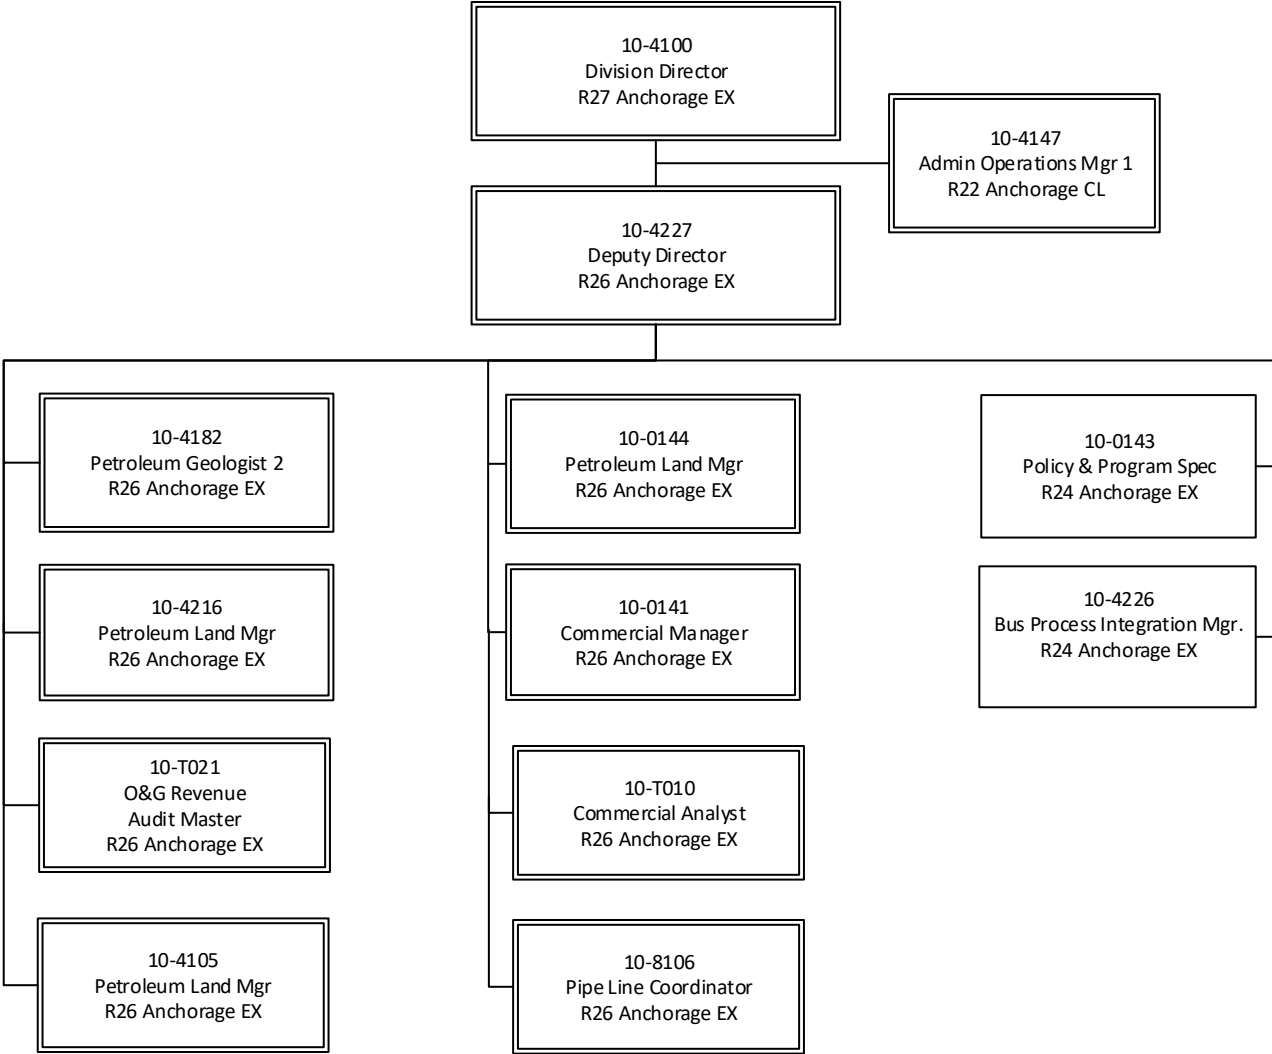 10-4100
Division Director
R27 Anchorage EX
10-4147
Admin Operations Mgr 1
R22 Anchorage CL
10-4227
Deputy Director
R26 Anchorage EX
10-4182
Petroleum Geologist 2
R26 Anchorage EX
10-0144
Petroleum Land Mgr
R26 Anchorage EX
10-0143
Policy & Program Spec
R24 Anchorage EX
10-4216
Petroleum Land Mgr
R26 Anchorage EX
10-0141
Commercial Manager
R26 Anchorage EX
10-4226
Bus Process Integration Mgr.
R24 Anchorage EX
10-T021
O&G Revenue
Audit Master
R26 Anchorage EX
10-T010
Commercial Analyst
R26 Anchorage EX
10-4105
Petroleum Land Mgr
R26 Anchorage EX
10-8106
Pipe Line Coordinator
R26 Anchorage EX